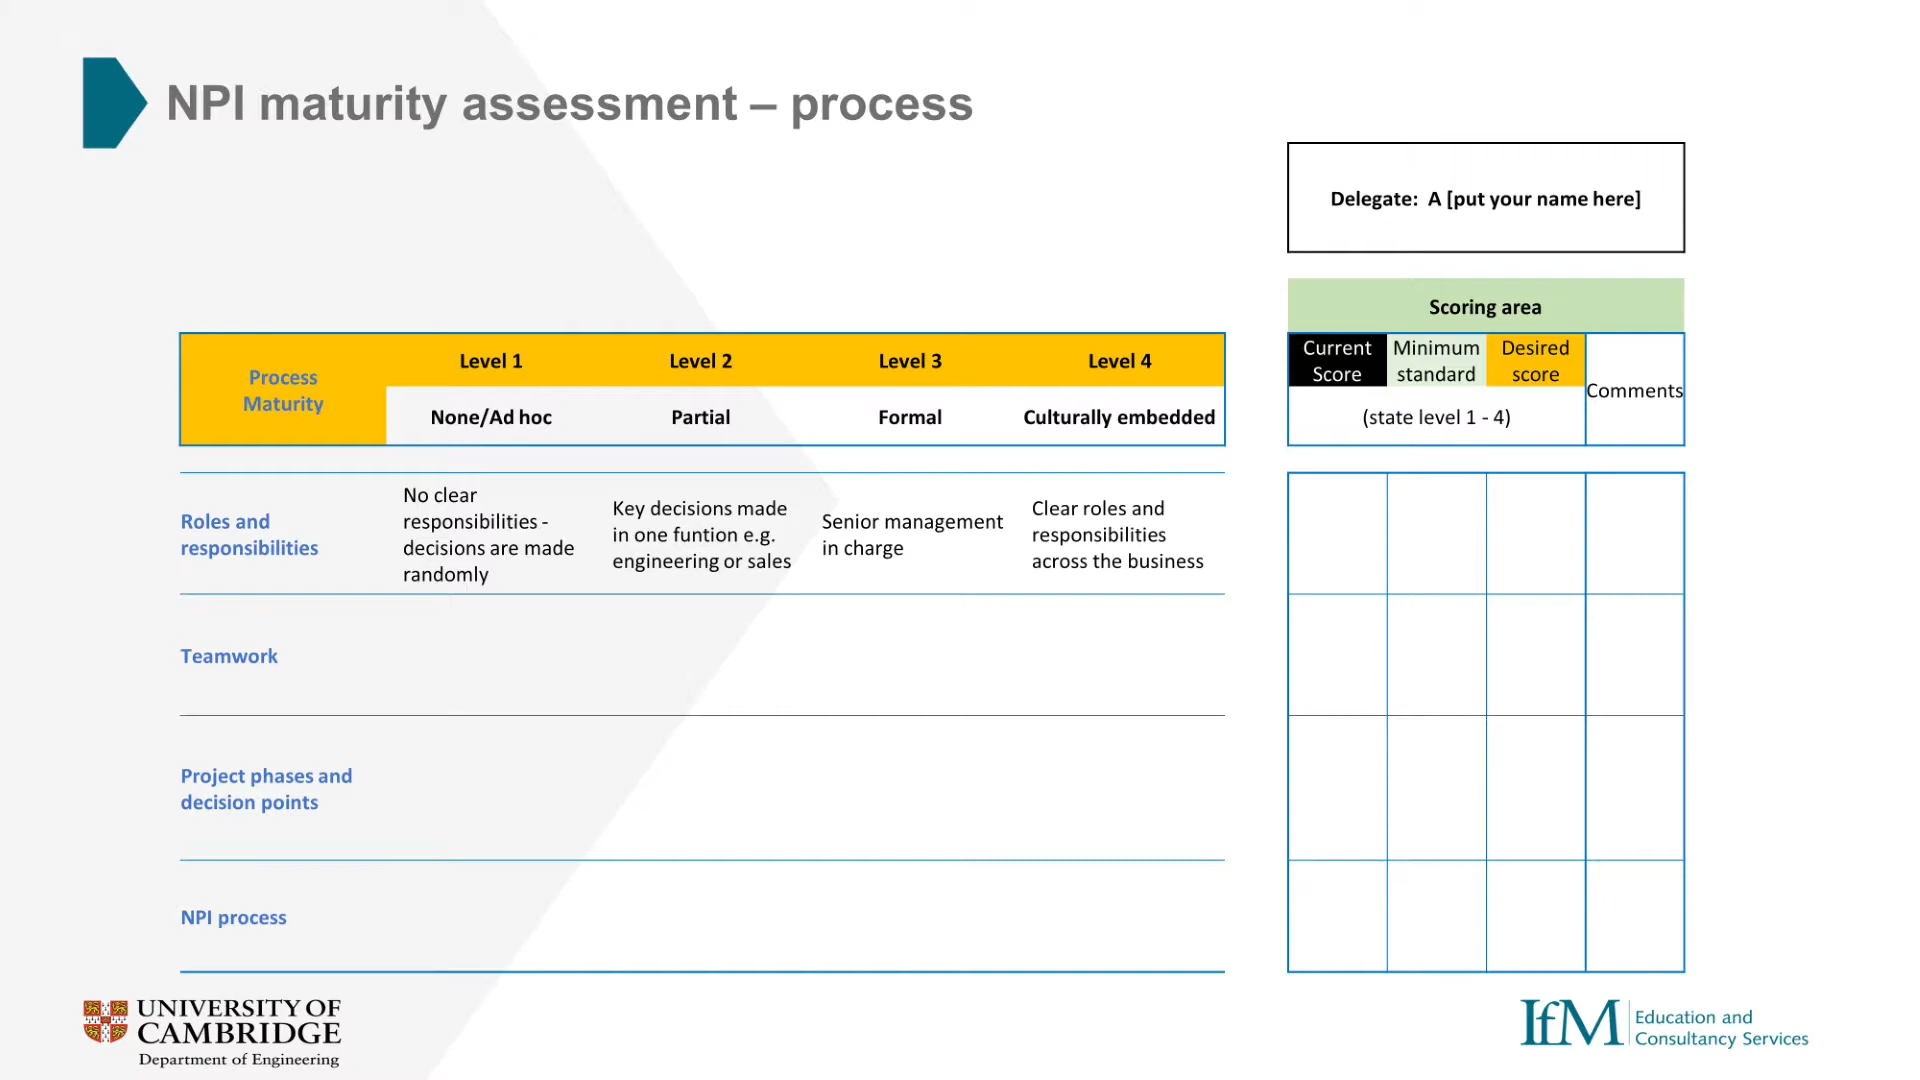 NPI maturity assessment – process
Delegate:  A [put your name here]
Scoring area
Process
Maturity
Level 1
Level 2
Level 3
Level 4
None/Ad hoc
Partial
Formal
Culturally embedded
Current
Score
Minimum
standard
Desired
score
Comments
(state level 1 - 4)
Roles and
responsibilities
No clear
responsibilities -
decisions are made
randomly
Key decisions made
in one funtion e.g.
engineering or sales
Senior management
in charge
Clear roles and
responsibilities
across the business
Teamwork
Project phases and
decision points
NPI process
UNIVERSITY OF
CAMBRIDGE
Department of Engineering
IfM
Education and
Consultancy Services